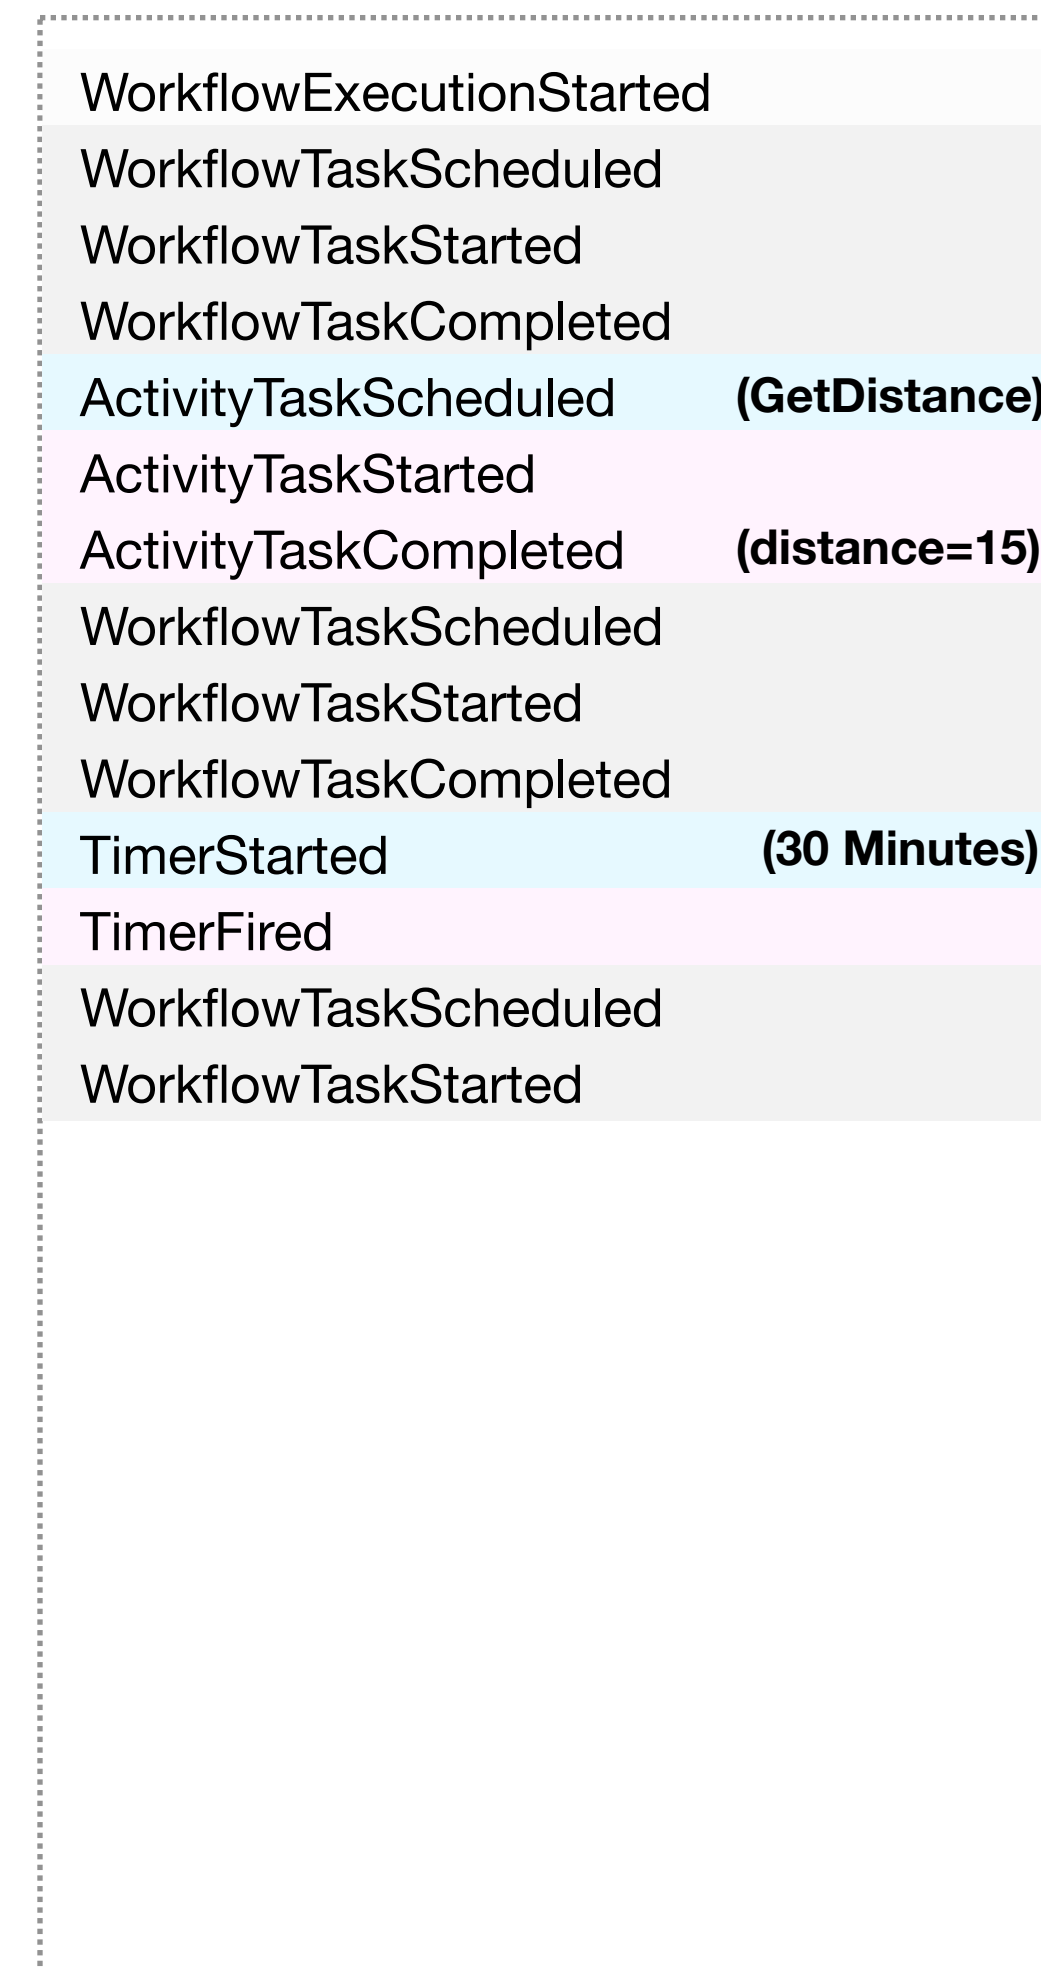 WorkflowExecutionStarted
WorkflowTaskScheduled
WorkflowTaskStarted
WorkflowTaskCompleted
ActivityTaskScheduled (GetDistance)
ActivityTaskStarted
ActivityTaskCompleted (distance=15)
WorkflowTaskScheduled
WorkflowTaskStarted
WorkflowTaskCompleted
TimerStarted (30 Minutes)
TimerFired
WorkflowTaskScheduled
WorkflowTaskStarted